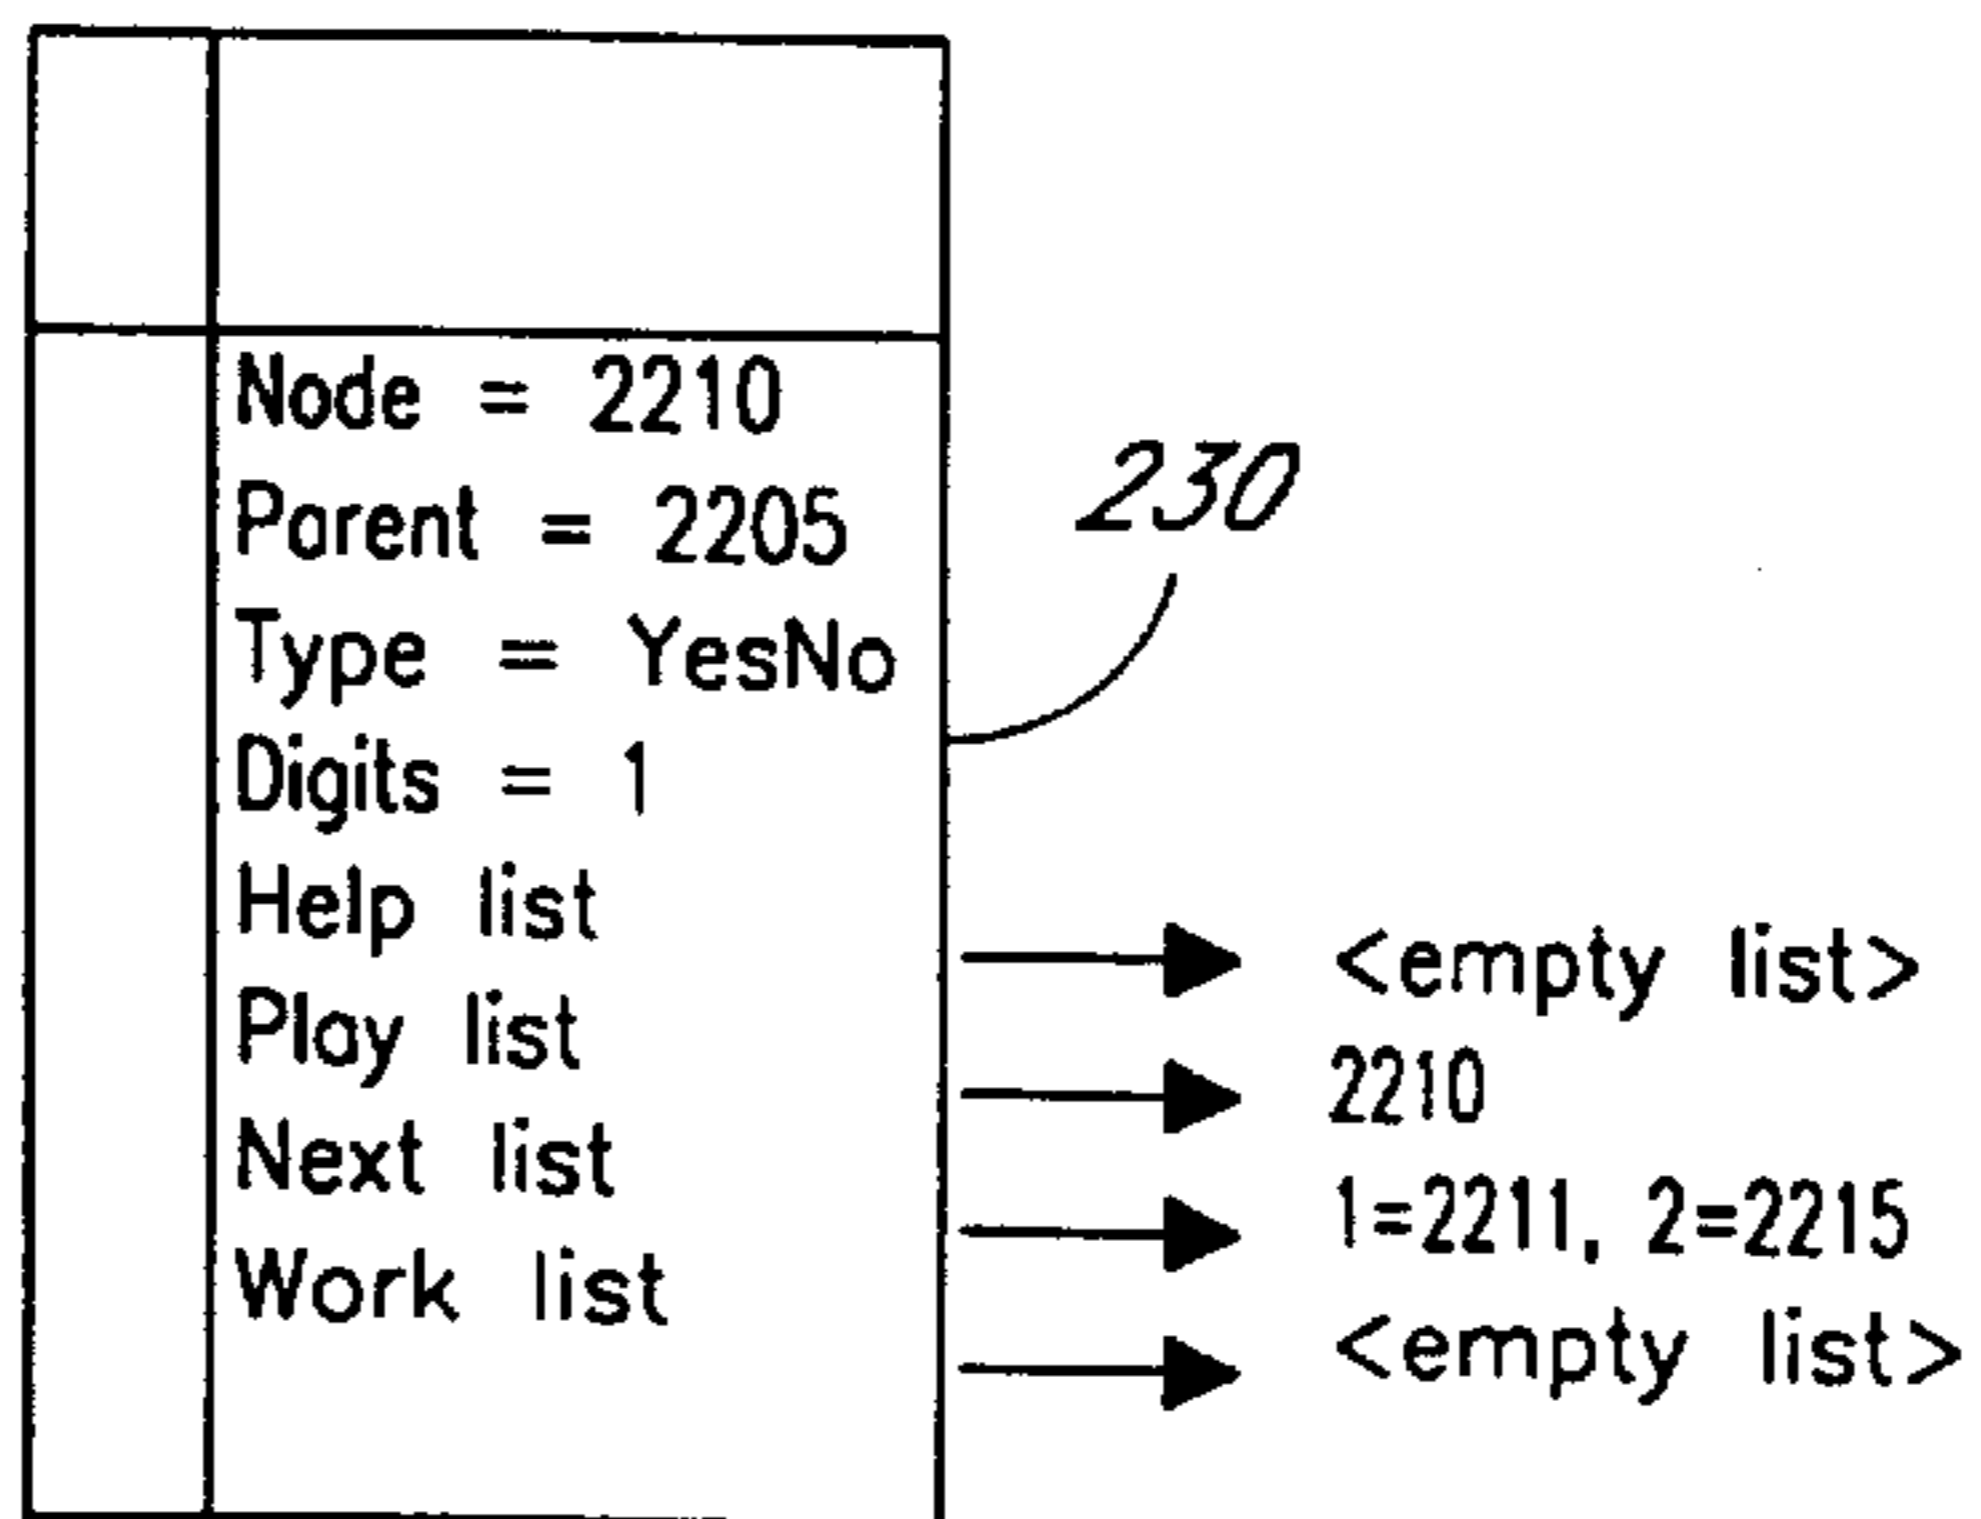 Node = 2210
Parent = 2205
230
Type = YesNo
Digits = 1
Help list
<empty list>
Play list
2210
Next list
1=2211, 2=2215
Work list
<empty list>